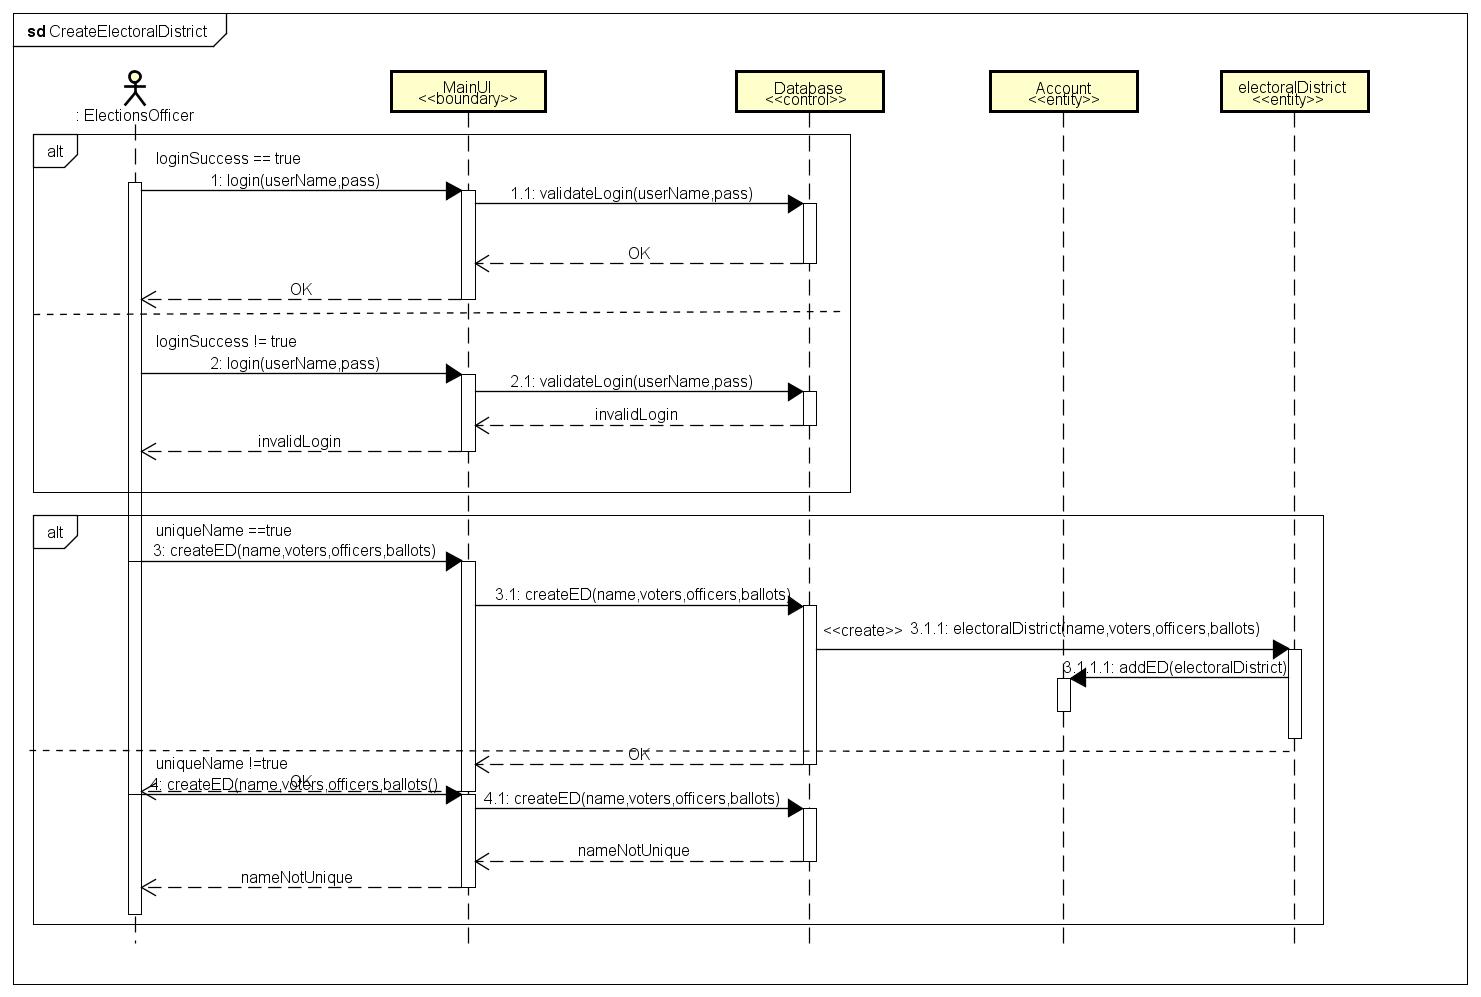 sd CreateElectoralDistrict
: ElectionsOfficer
MainUI
<<boundary>>
Database
<<control>>
Account
<<entity>>
electoralDistrict
<<entity>>
alt
loginSuccess == true
1: login(userName,pass)
1.1: validateLogin(userName,pass)
OK
OK
loginSuccess != true
2: login(userName,pass)
2.1: validateLogin(userName,pass)
invalidLogin
invalidLogin
alt
uniqueName ==true
3: createED(name,voters,officers,ballots)
3.1: createED(name,voters,officers,ballots)
<<create>> 3.1.1: electoralDistrict(name,voters,officers,ballots)
3.1.1.1: addED(electoralDistrict)
OK
uniqueName !=true
OK
4: createED(name,voters,officers,ballots()
4.1: createED(name,voters,officers,ballots)
nameNotUnique
nameNotUnique